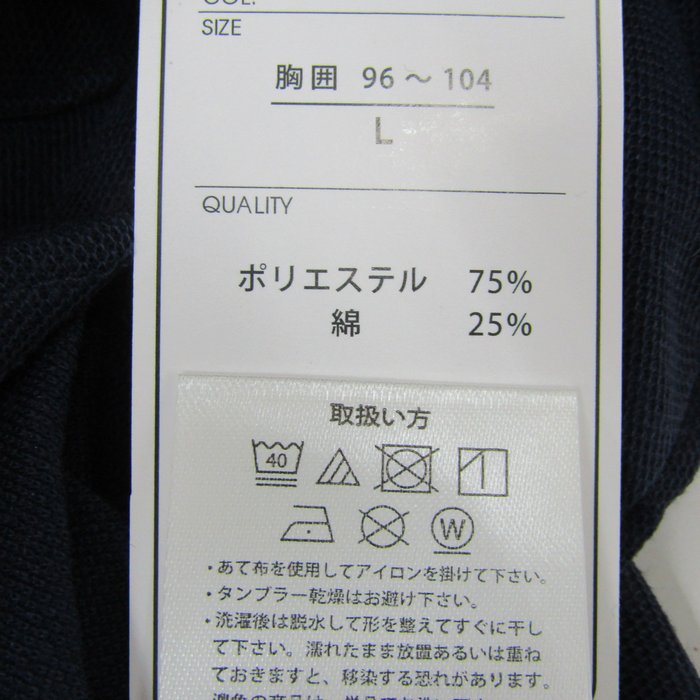 COL.
SIZE
胸囲 96～104
L
QUALITY
ポリエステル 75%
綿 25%
取扱い方
40
W
・あて布を使用してアイロンを掛けて下さい。
・タンブラー乾燥はお避け下さい。
・洗濯後は脱水して形を整えてすぐに干し
て下さい。濡れたまま放置あるいは重ね
ておきますと、移染する恐れがあります。